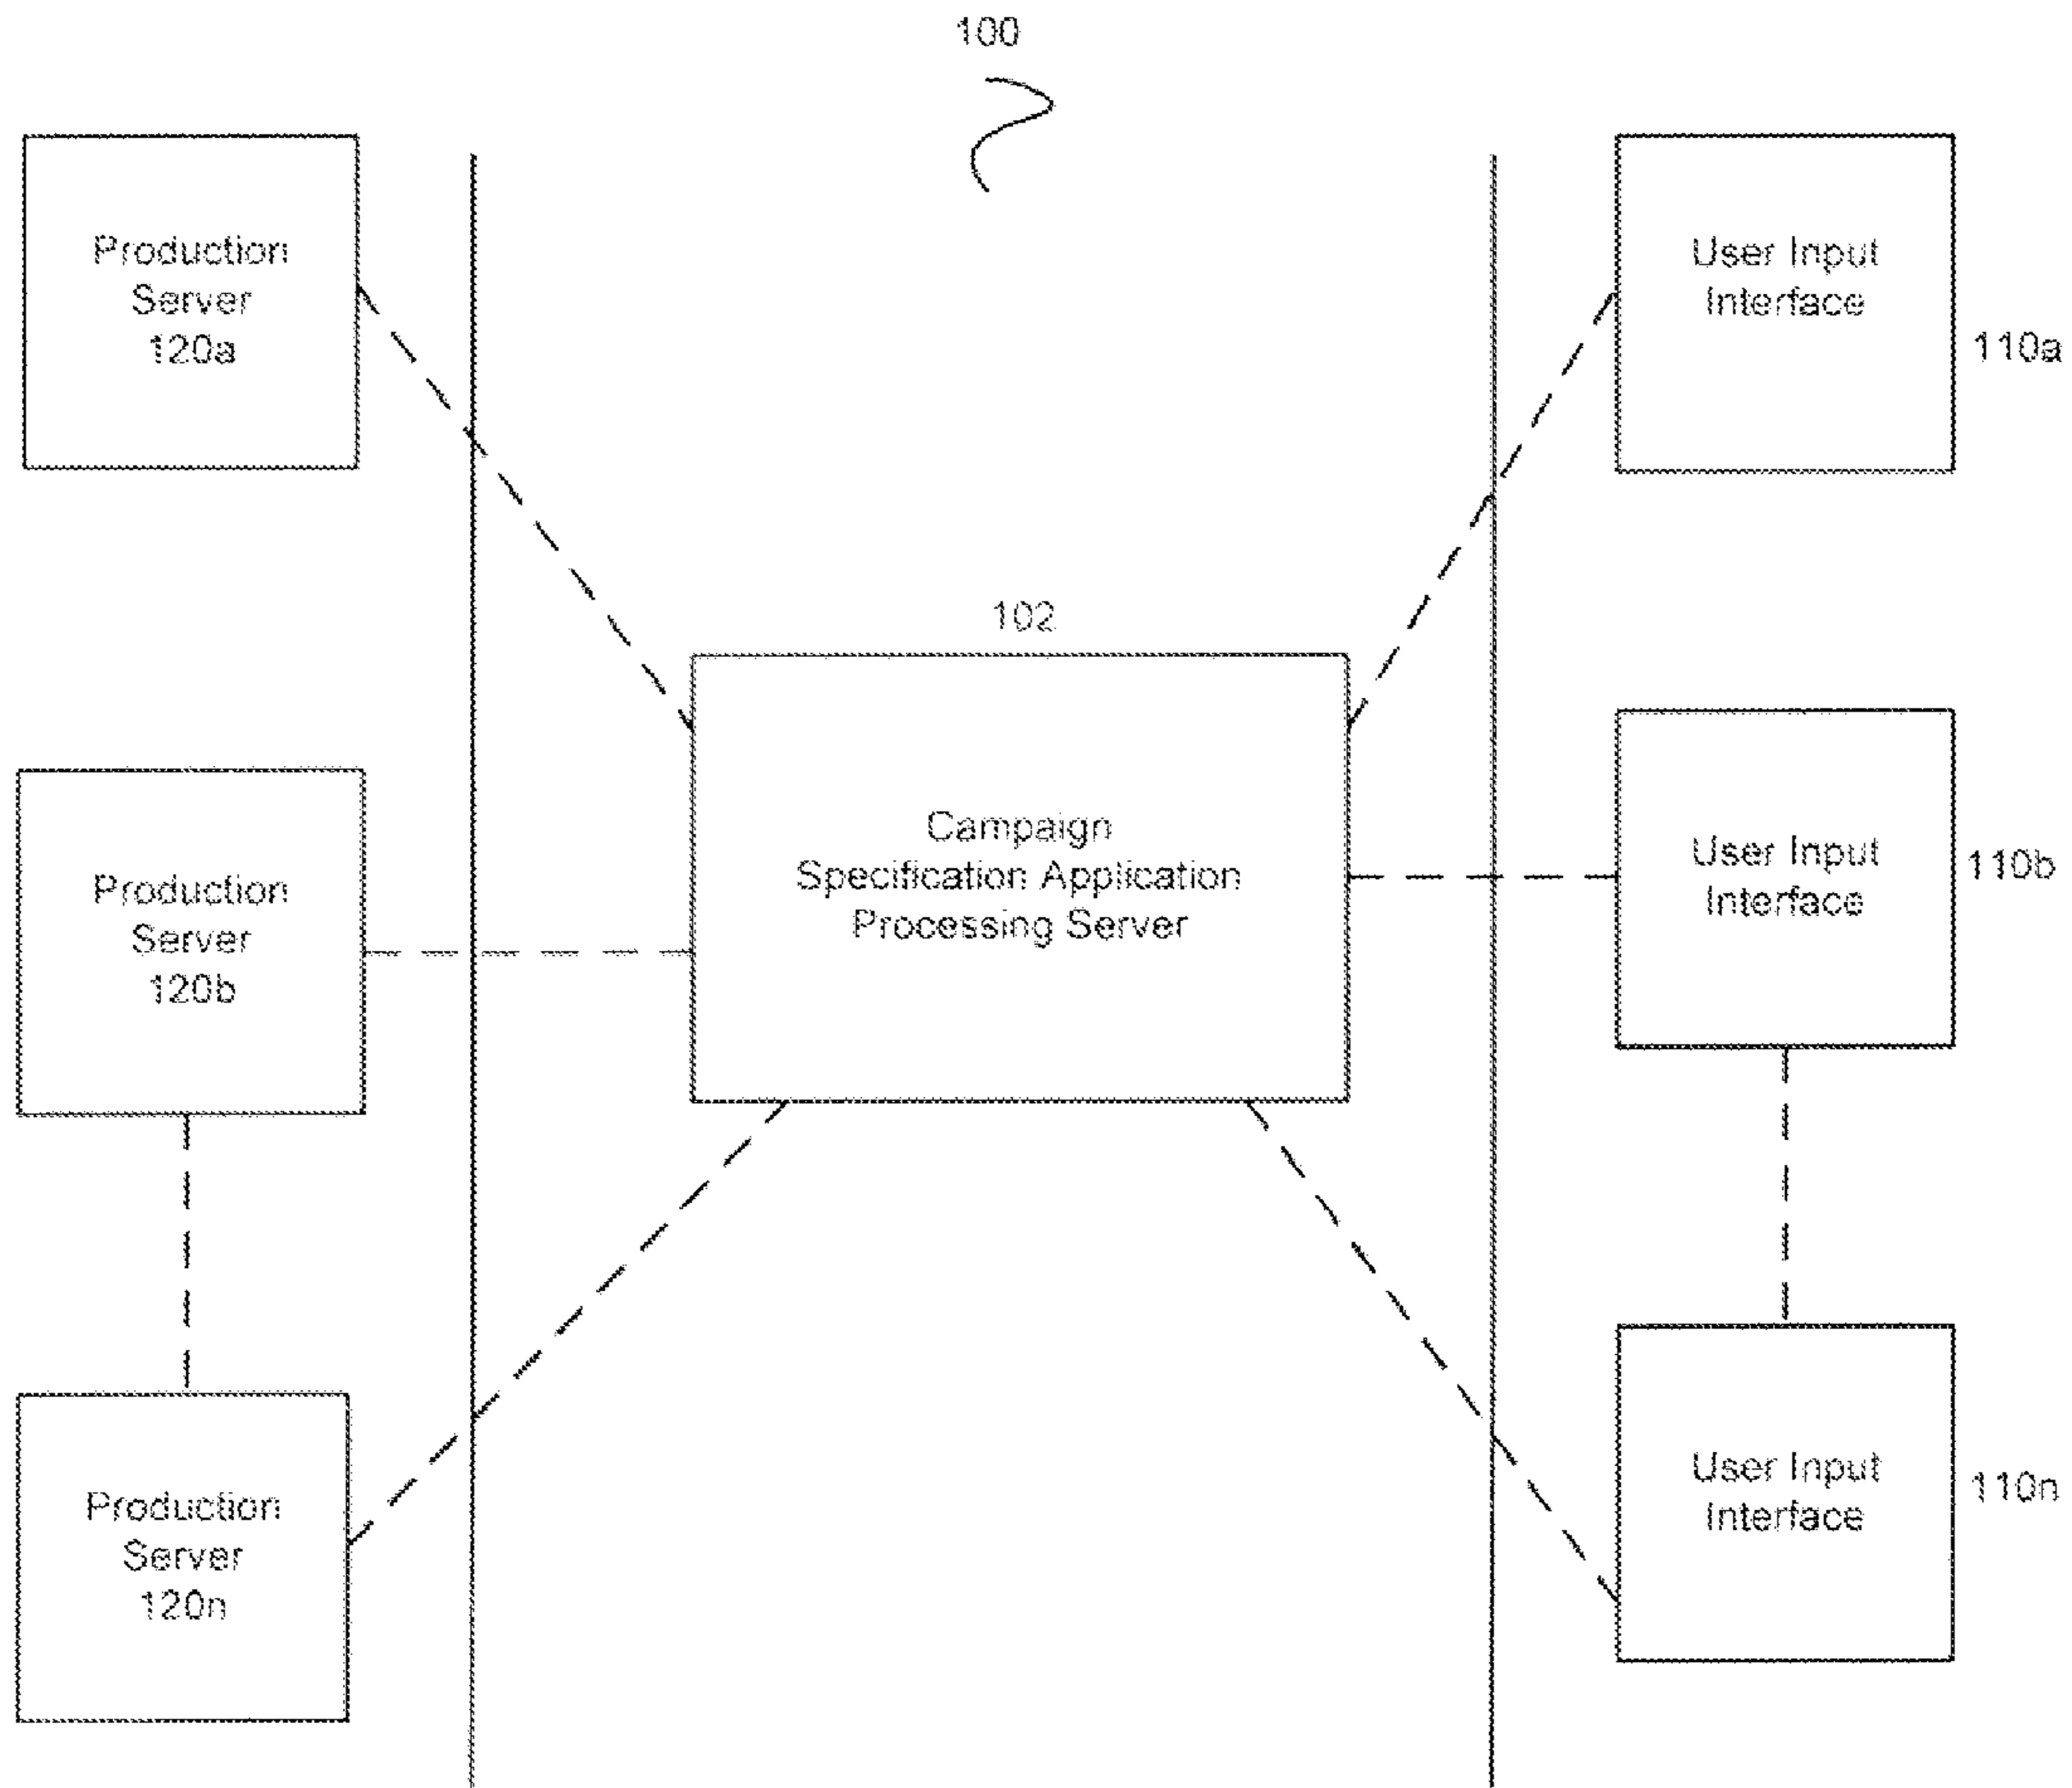 100
Production
Server
120a
User Input
Interface
110a
102
Campaign
Specification Application
Processing Server
Production
Server
120b
User Input
Interface
110b
Production
Server
120n
User Input
Interface
110n